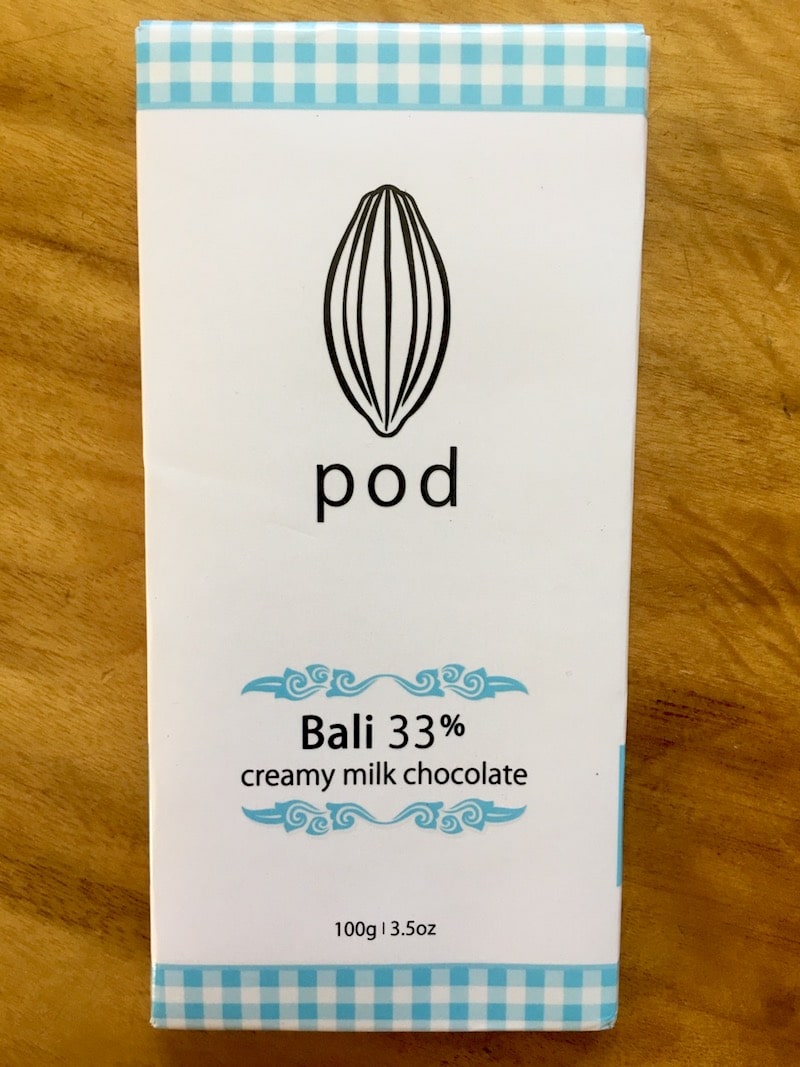 pod
Bali 33%
creamy milk chocolate
100g | 3.5oz